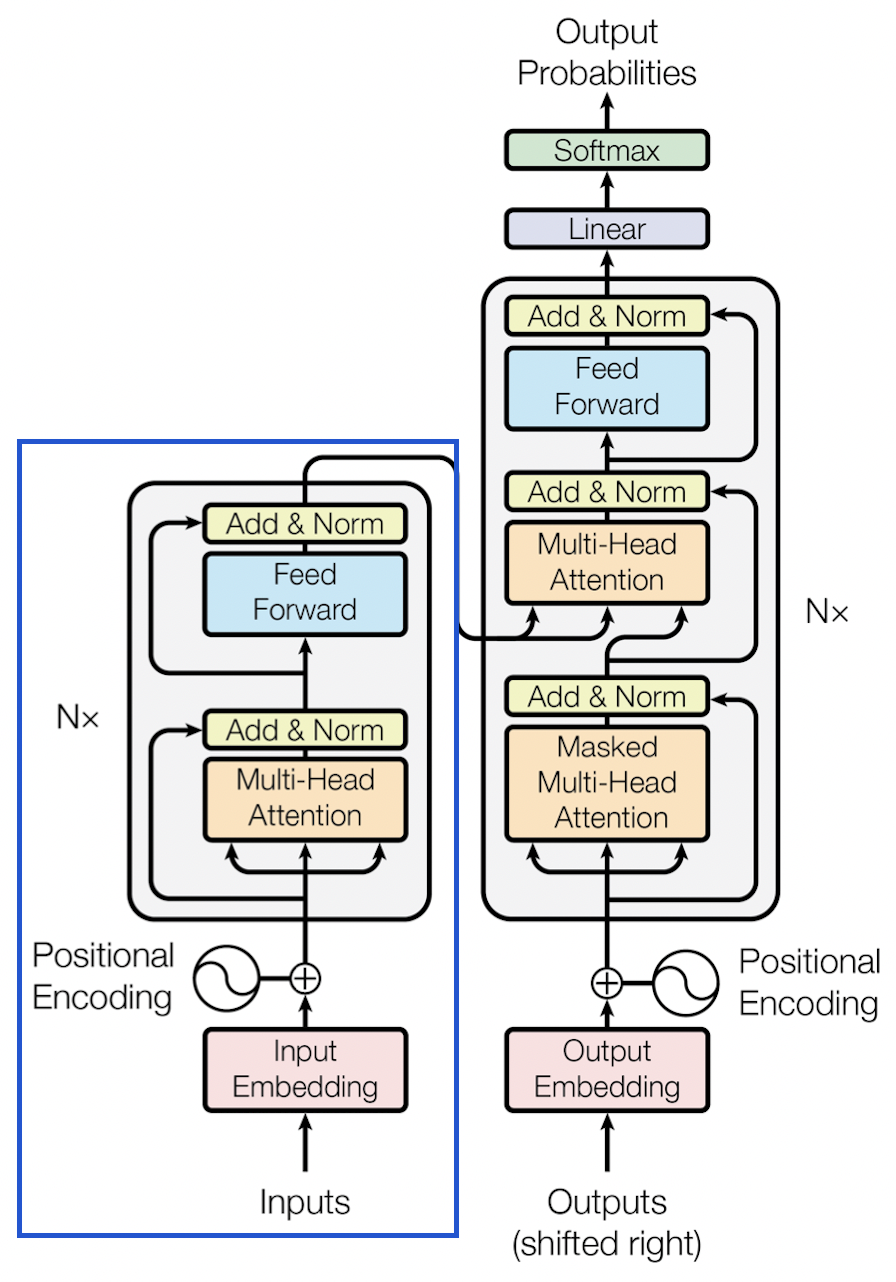 Output
Probabilities
Softmax
Linear
Add & Norm
Feed
Forward
Add & Norm
Multi-Head
Attention
N×
Add & Norm
Masked
Multi-Head
Attention
Positional
Encoding
Output
Embedding
Outputs
(shifted right)
Add & Norm
Feed
Forward
N×
Add & Norm
Multi-Head
Attention
Positional
Encoding
Input
Embedding
Inputs